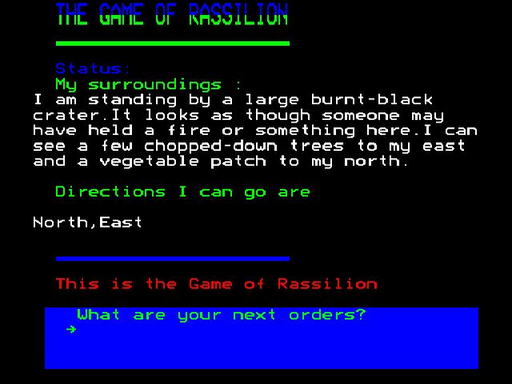 THE GAME OF RASSILION
Status:
My surroundings :
I am standing by a large burnt-black
crater.It looks as though someone may
have held a fire or something here.I can
see a few chopped-down trees to my east
and a vegetable patch to my north.
Directions I can go are
North,East
This is the Game of Rassilion
What are your next orders?
→